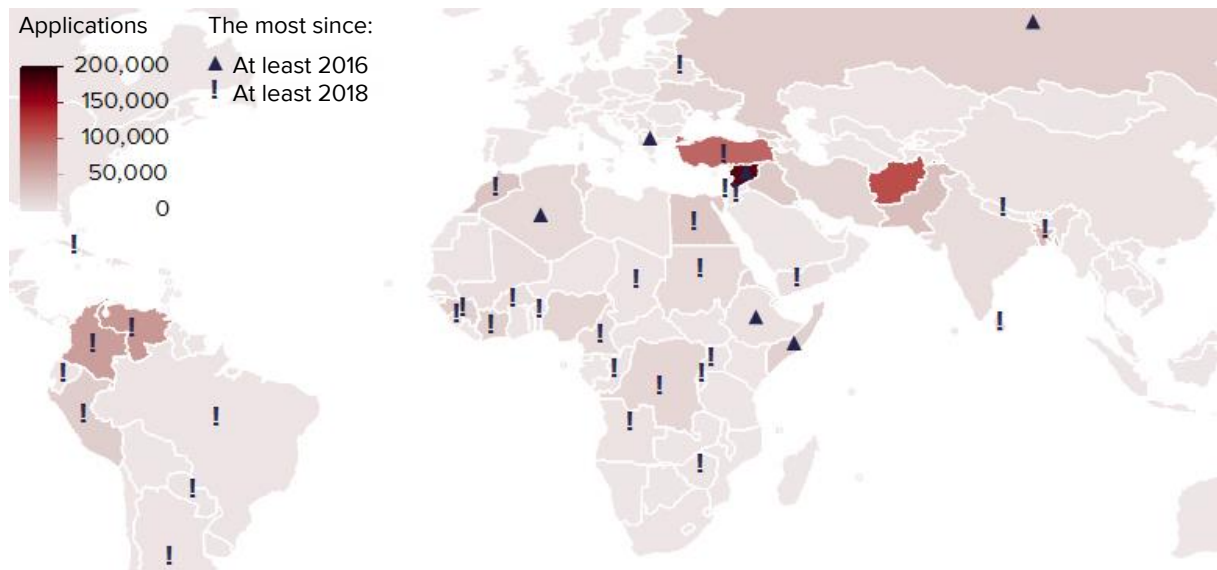 Applications
200,000
150,000
100,000
50,000
0
The most since:
▲ At least 2016
! At least 2018